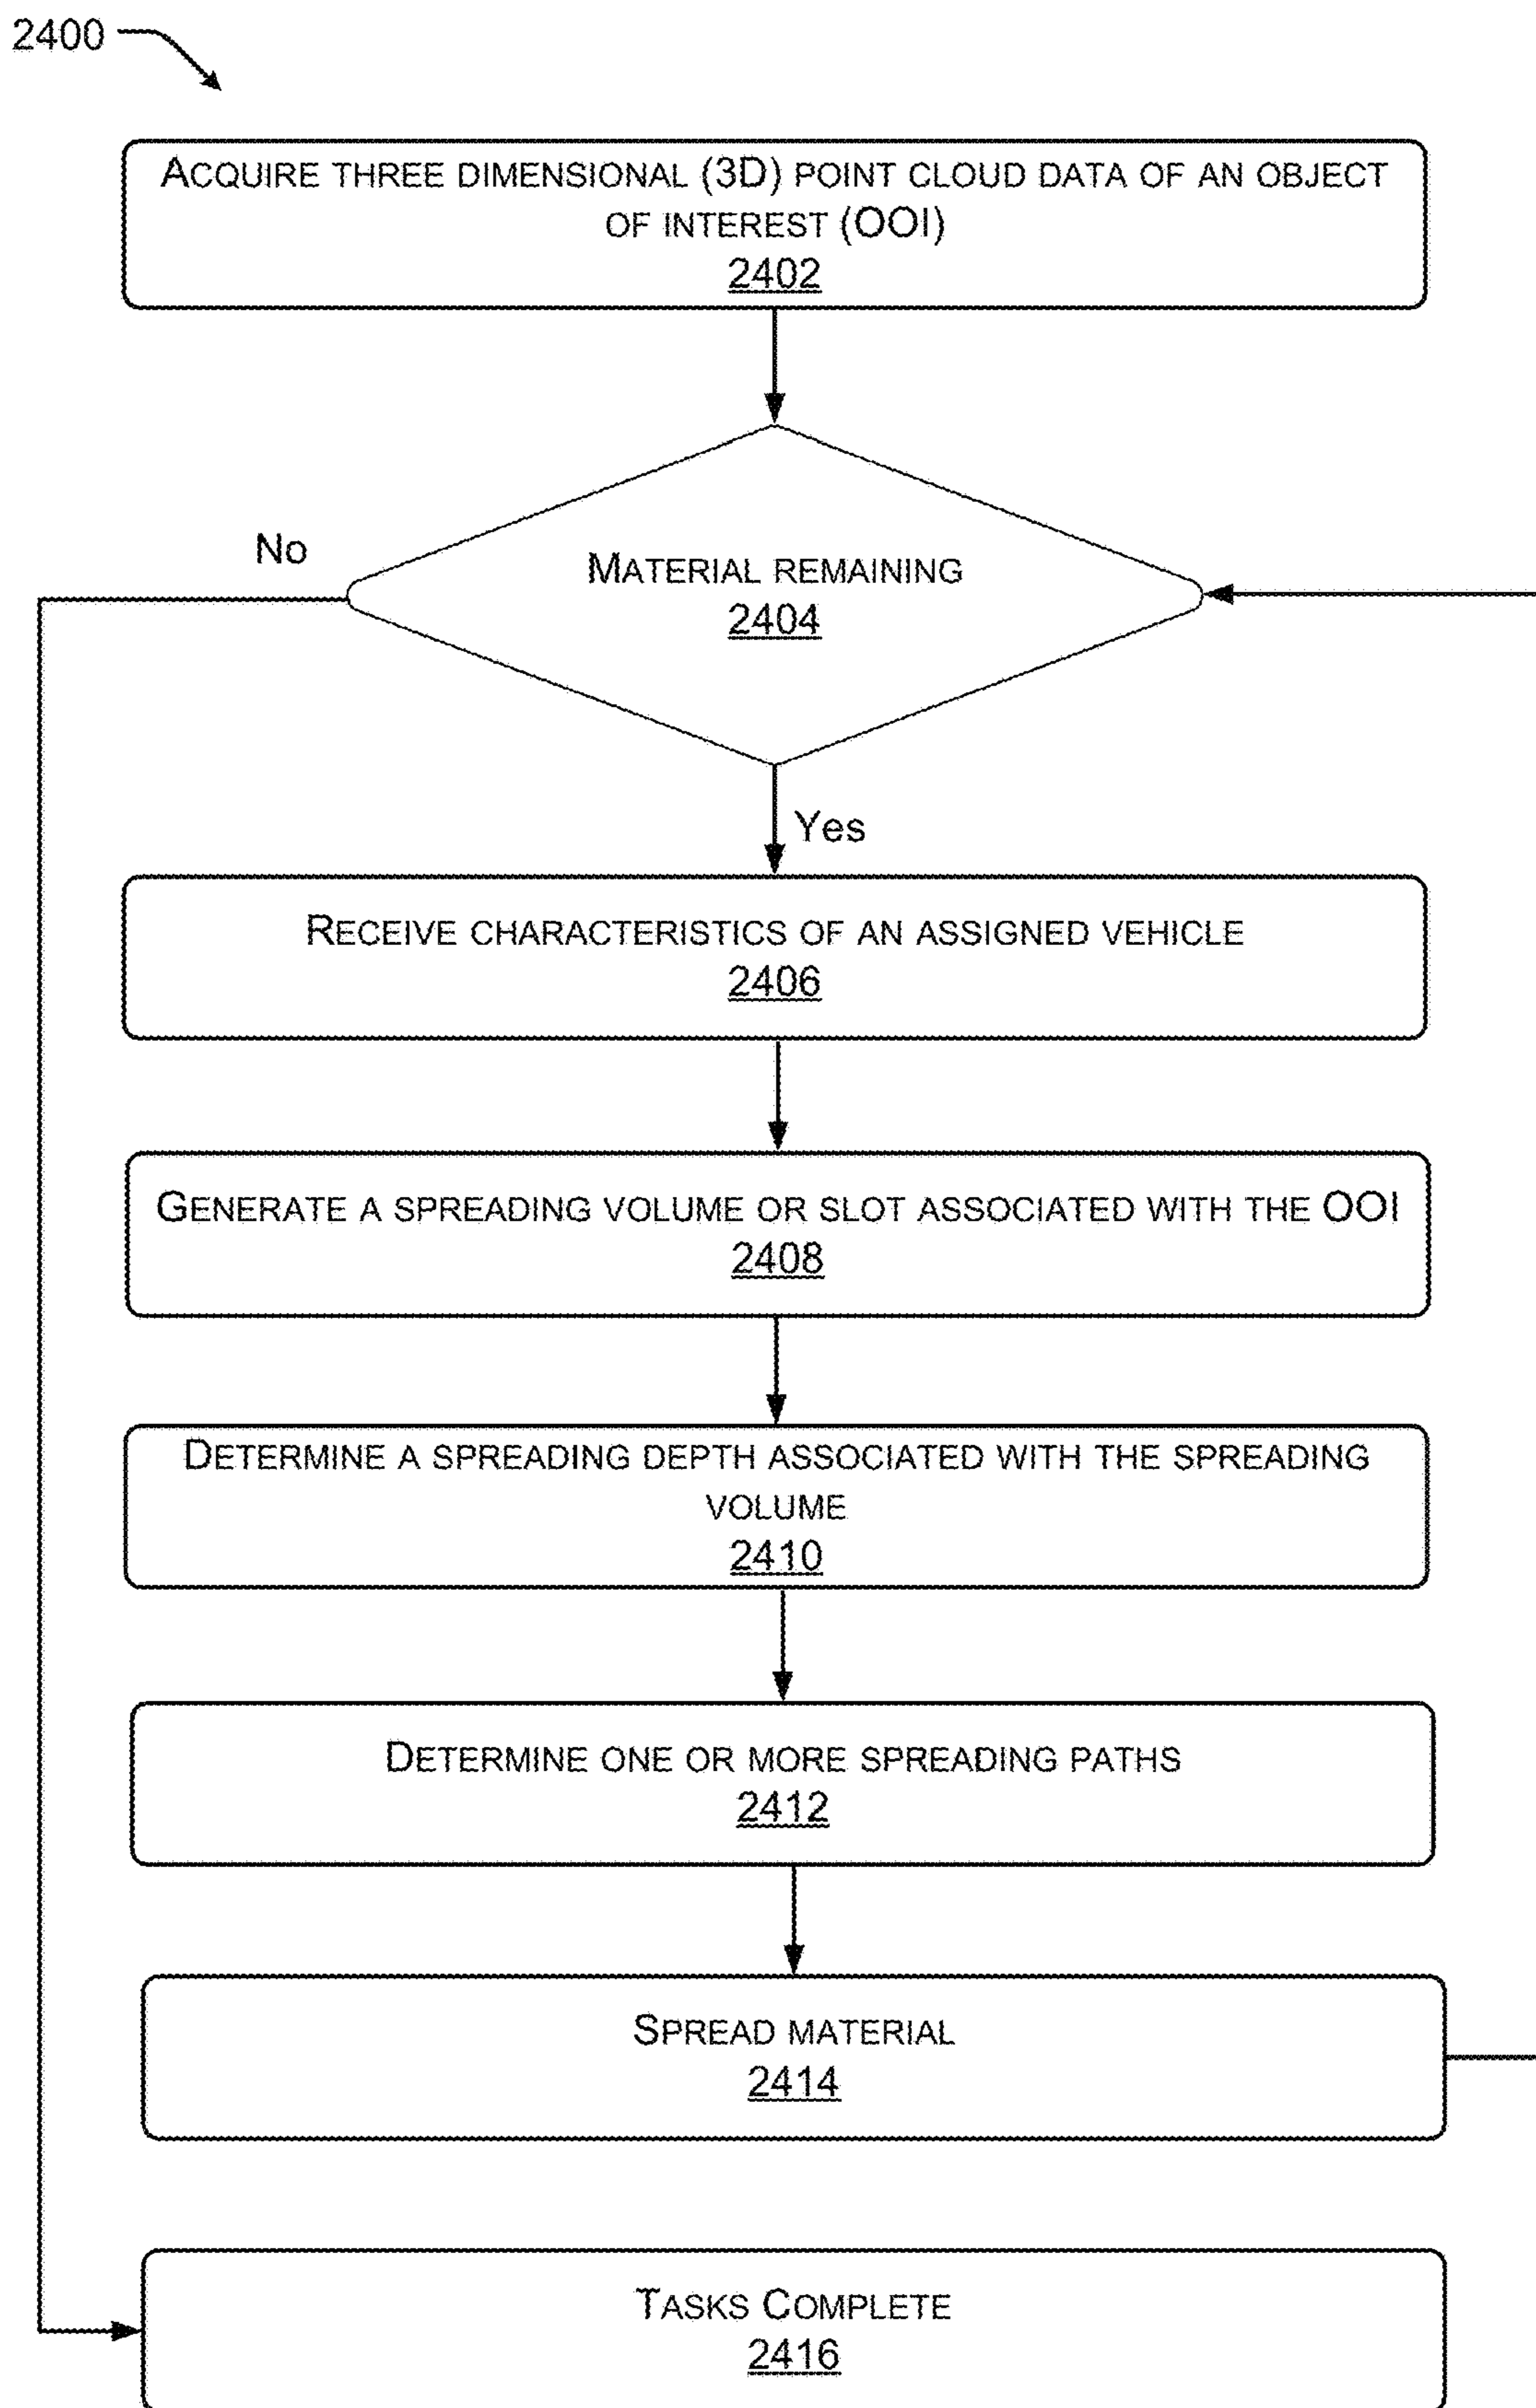 2400
ACQUIRE THREE DIMENSIONAL (3D) POINT CLOUD DATA OF AN OBJECT
OF INTEREST (OOI)
2402
No
MATERIAL REMAINING
2404
Yes
RECEIVE CHARACTERISTICS OF AN ASSIGNED VEHICLE
2406
GENERATE A SPREADING VOLUME OR SLOT ASSOCIATED WITH THE OOI
2408
DETERMINE A SPREADING DEPTH ASSOCIATED WITH THE SPREADING
VOLUME
2410
DETERMINE ONE OR MORE SPREADING PATHS
2412
SPREAD MATERIAL
2414
TASKS COMPLETE
2416